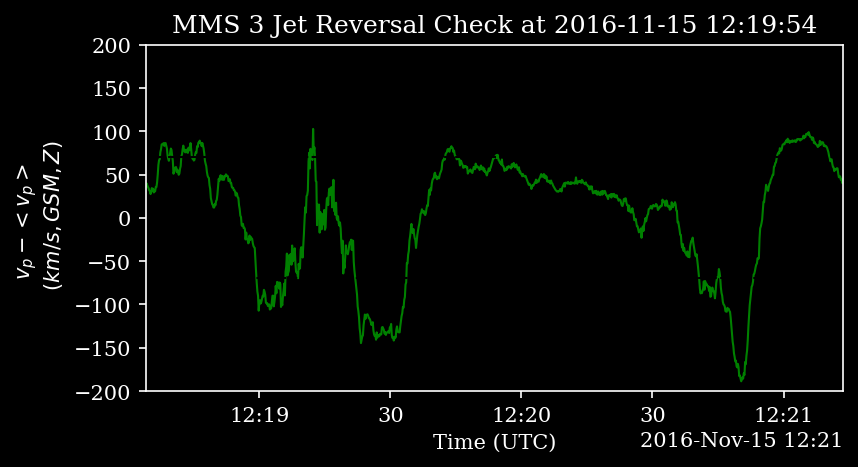 MMS 3 Jet Reversal Check at 2016-11-15 12:19:54
200
150
100
50
0
−50
−100
−150
−200
v_p − < v_p >
(km/s, GSM, Z)
12:19 30 12:20 30 12:21
Time (UTC)
2016-Nov-15 12:21